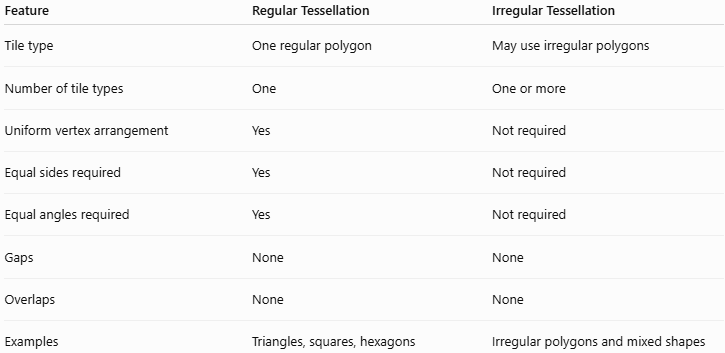 Feature Regular Tessellation Irregular Tessellation
Tile type One regular polygon May use irregular polygons
Number of tile types One One or more
Uniform vertex arrangement Yes Not required
Equal sides required Yes Not required
Equal angles required Yes Not required
Gaps None None
Overlaps None None
Examples Triangles, squares, hexagons Irregular polygons and mixed shapes